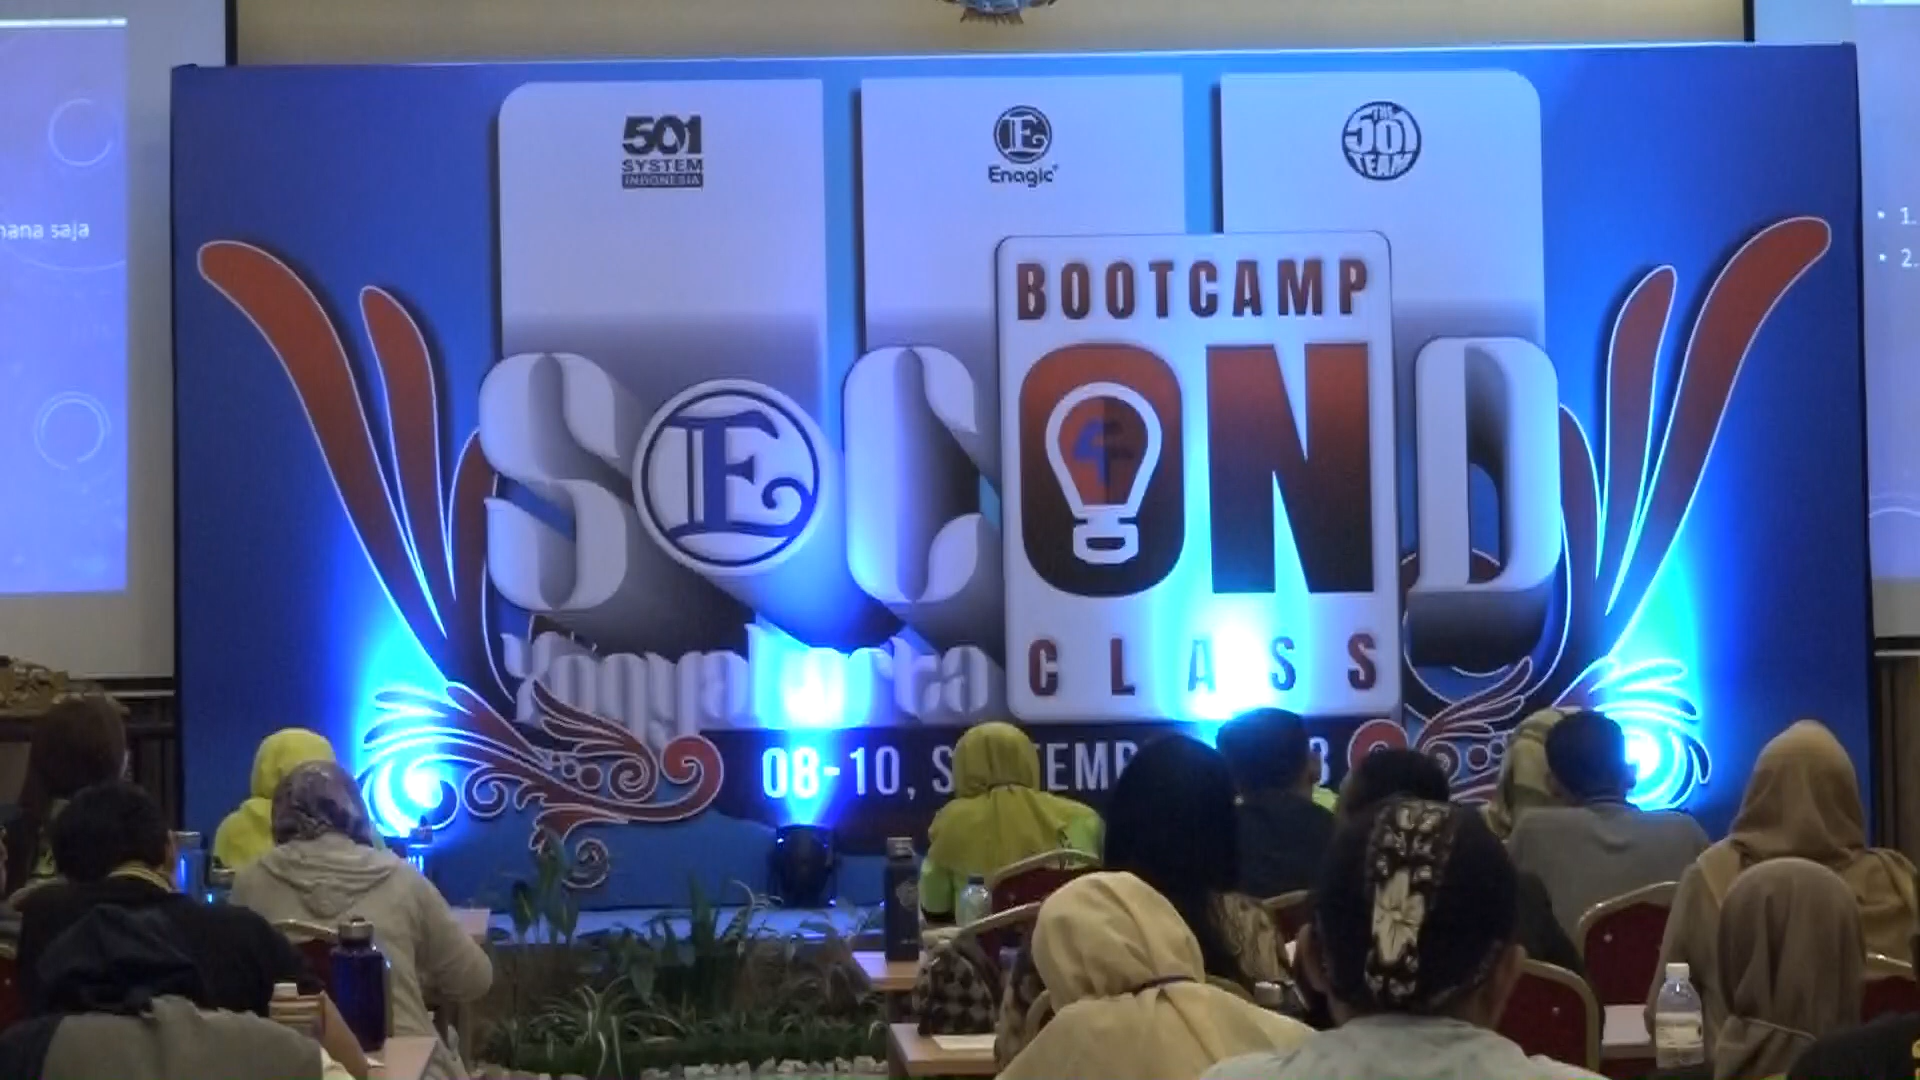 nana saja
1.
2.
501
SYSTEM
INDONESIA
E
Enagic
THE
501
TEAM
BOOTCAMP
SECOND
CLASS
Yogyakarta
08-10,